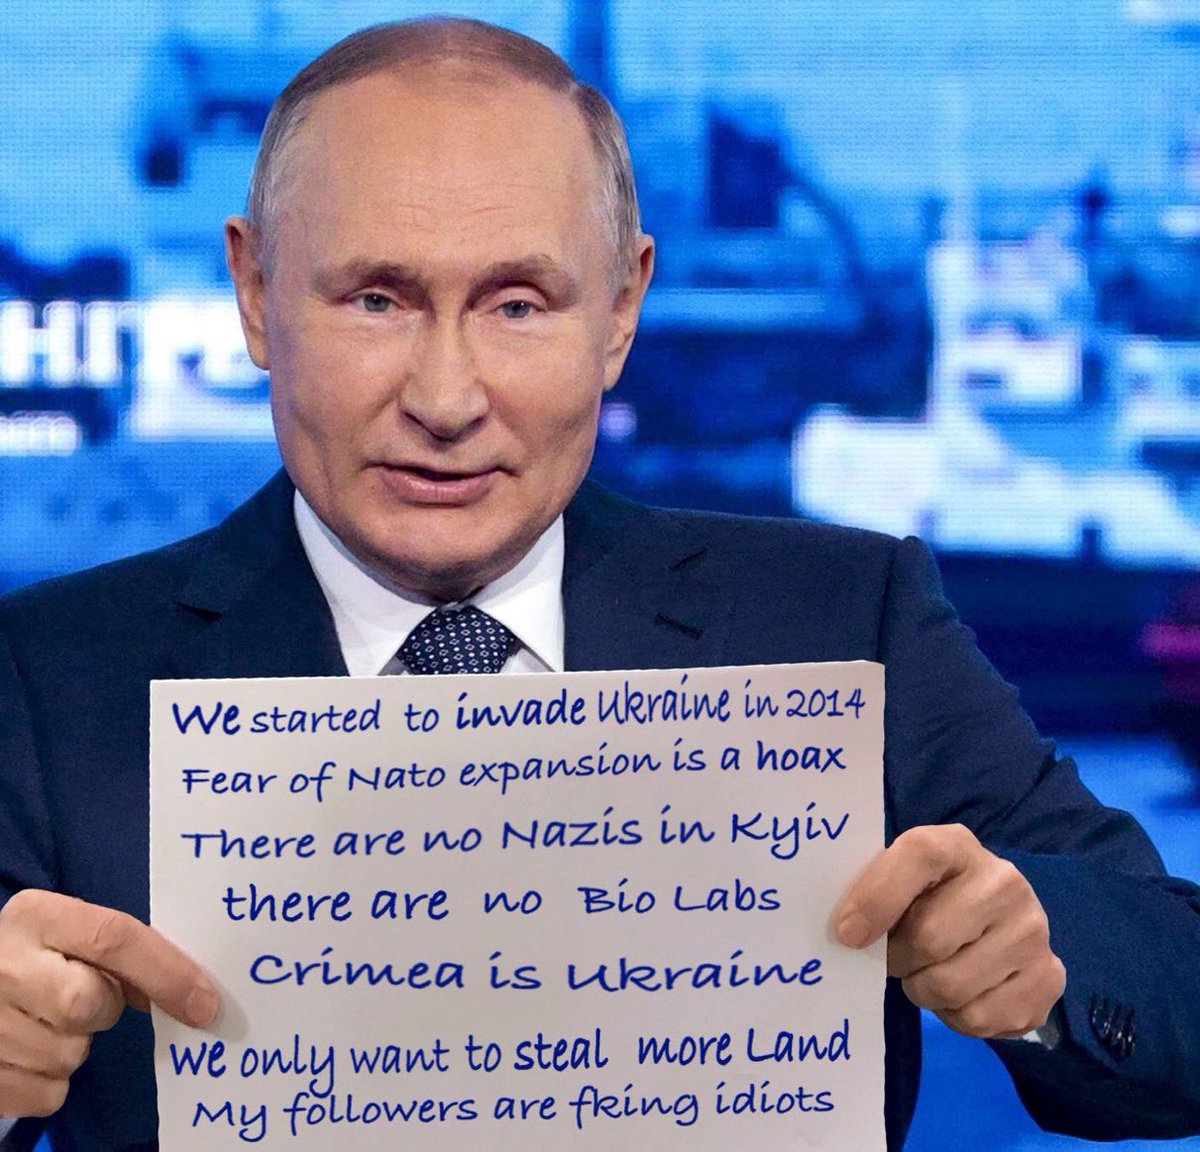 We started to invade Ukraine in 2014
Fear of Nato expansion is a hoax
There are no Nazis in Kyiv
there are no Bio Labs
Crimea is Ukraine
We only want to steal more Land
My followers are fking idiots